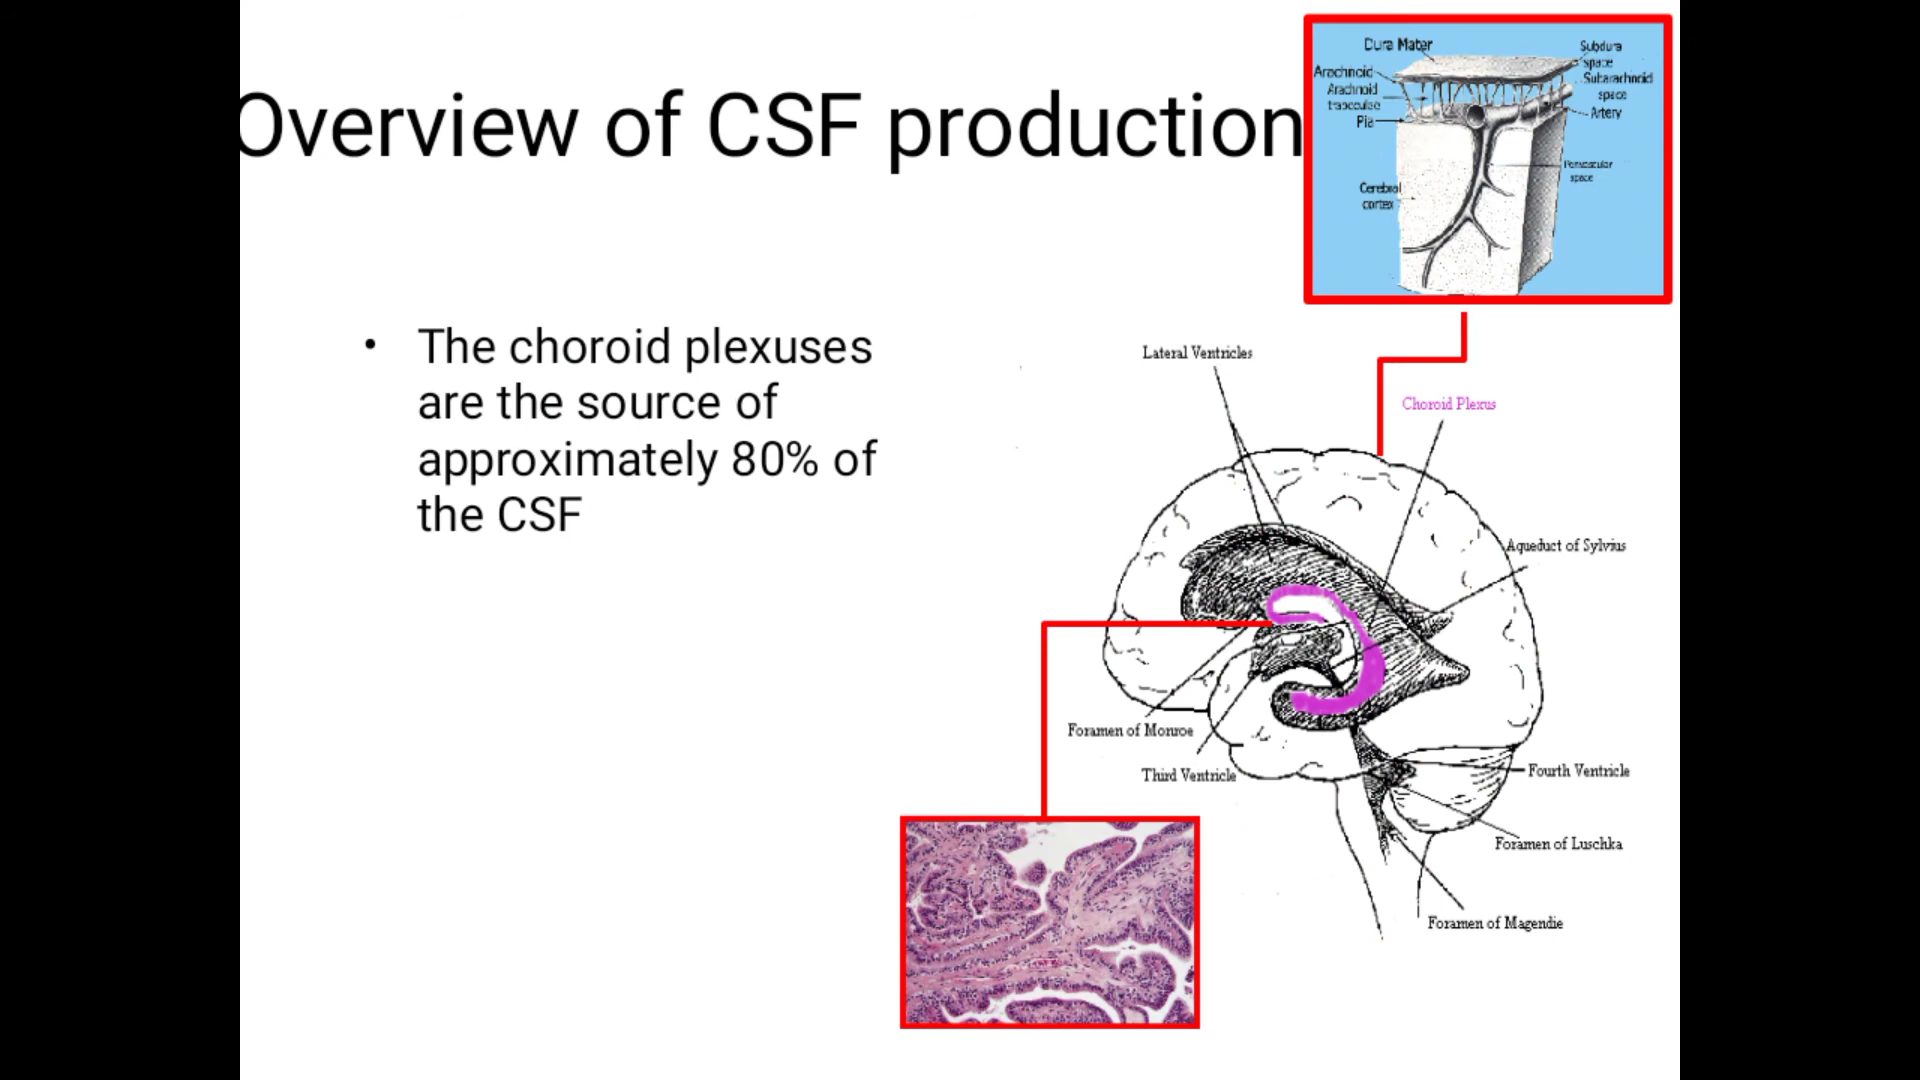 Overview of CSF production
• The choroid plexuses
are the source of
approximately 80% of
the CSF
Dura Mater
Subdura
space
Arachnoid
Subarachnoid
space
Arachnoid
Artery
Pia
space
Cerebral
cortex
Lateral Ventricles
Choroid Plexus
Aqueduct of Sylvius
Foramen of Monroe
Third Ventricle
Fourth Ventricle
Foramen of Luschka
Foramen of Magendie